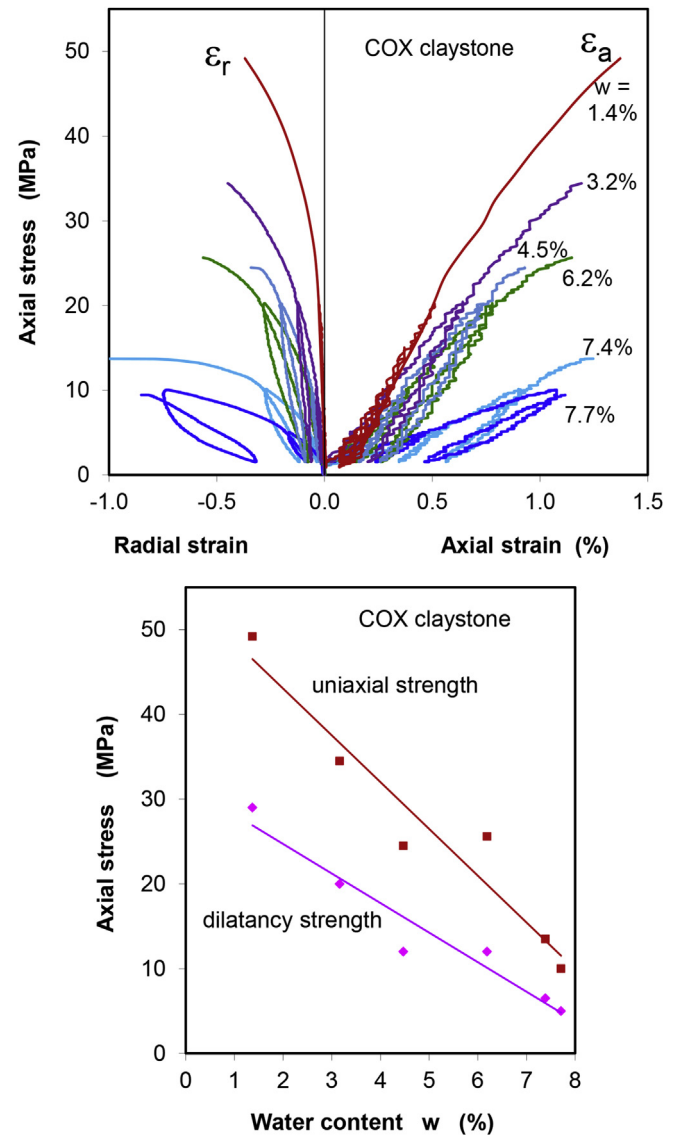 50
40
30
20
10
0
Axial stress (MPa)
εr
COX claystone
εa
w =
1.4%
3.2%
4.5%
6.2%
7.4%
7.7%
-1.0 -0.5 0.0 0.5 1.0 1.5
Radial strain Axial strain (%)
COX claystone
50
40
30
20
10
0
Axial stress (MPa)
uniaxial strength
dilatancy strength
0 1 2 3 4 5 6 7 8
Water content w (%)